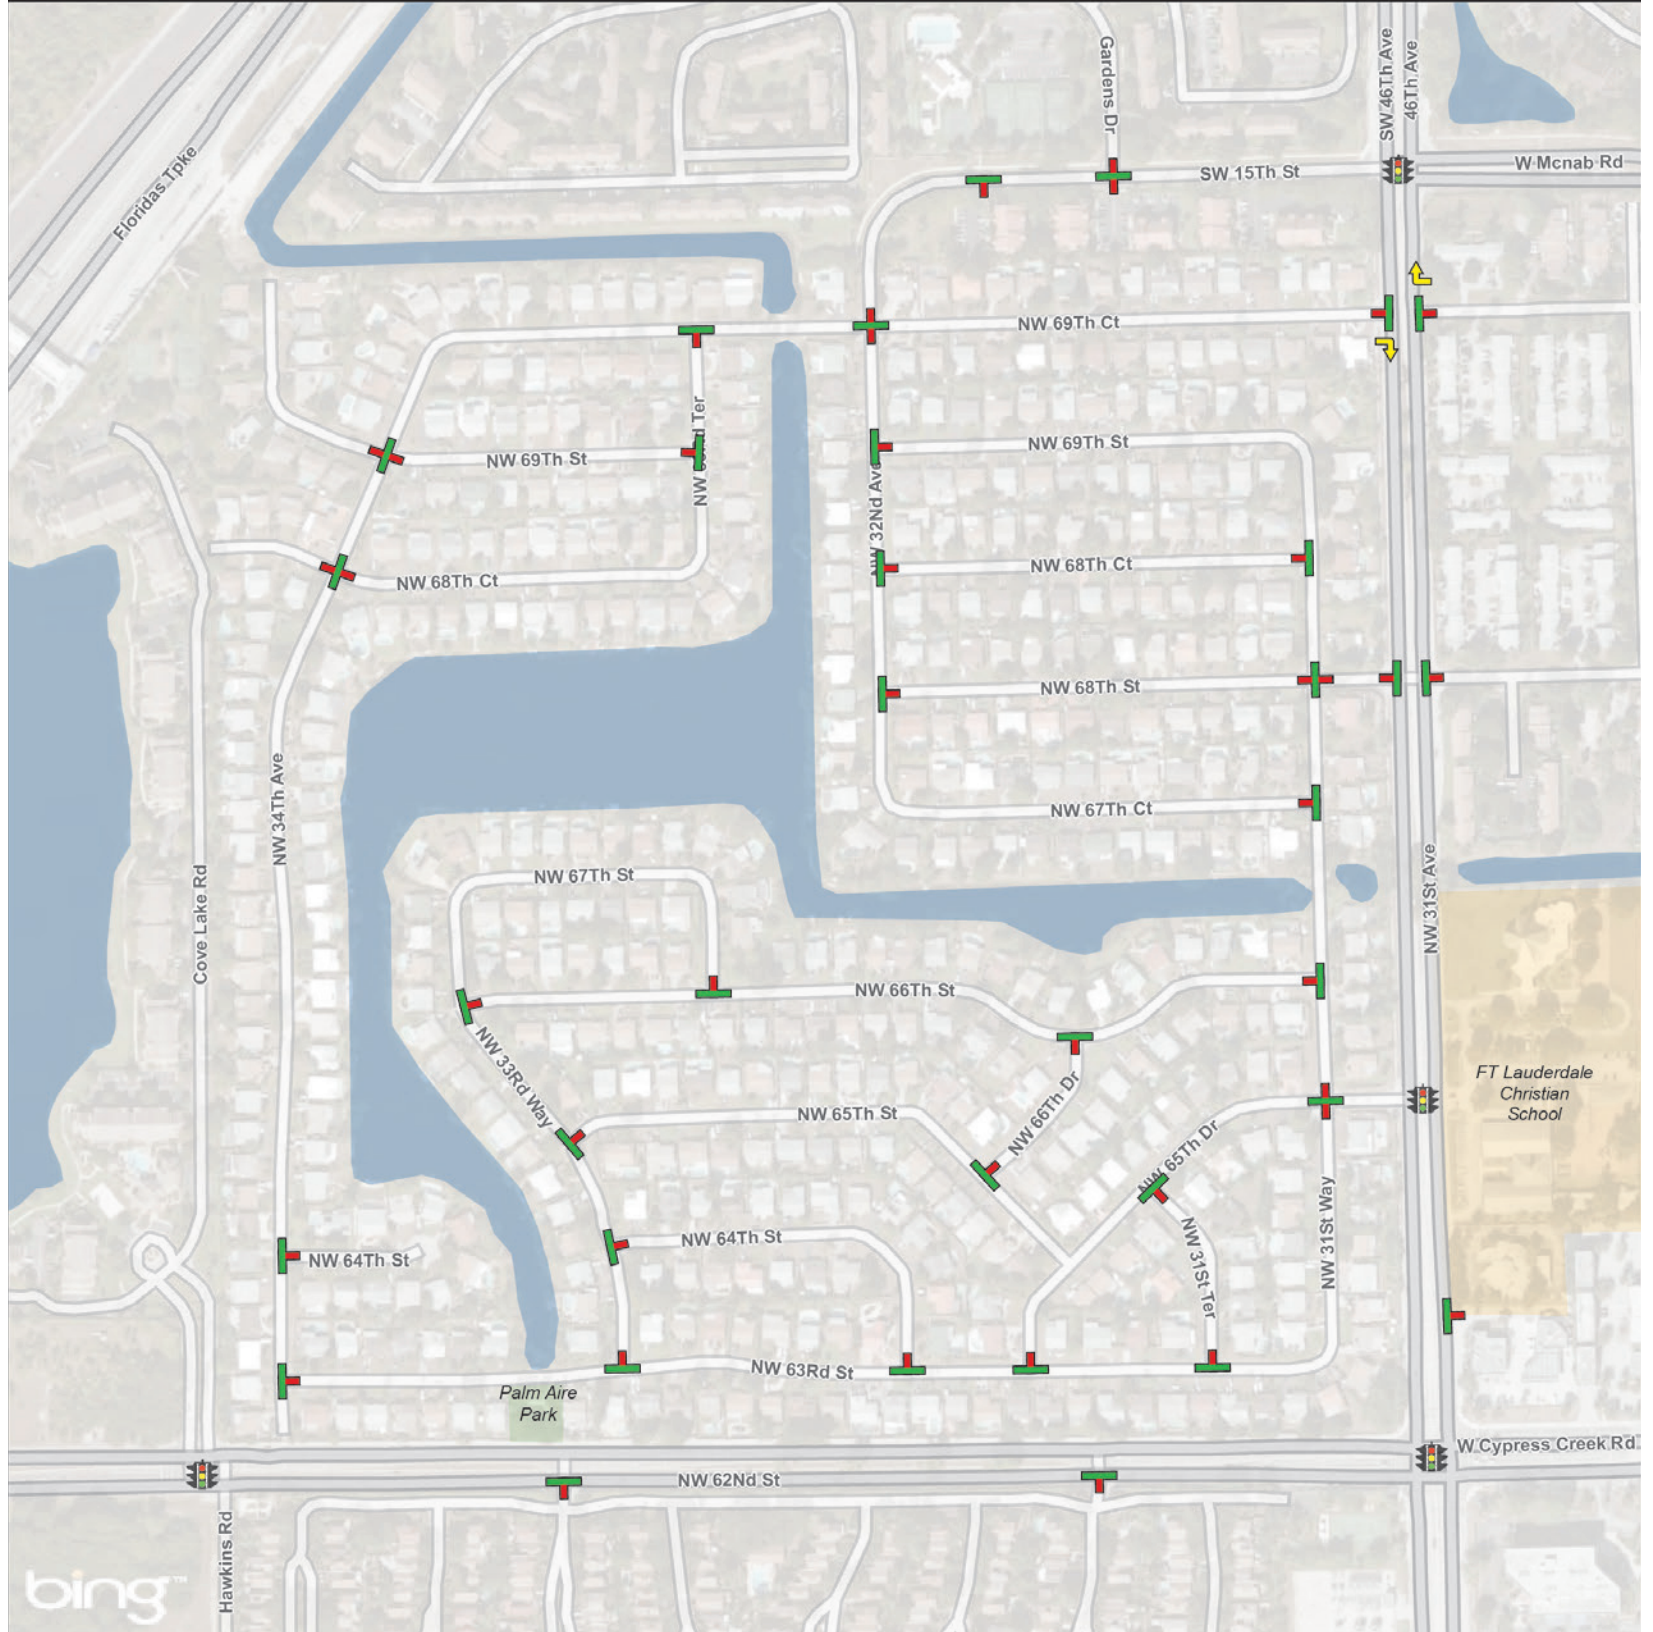 Gardens Dr
SW 46Th Ave
46Th Ave
W Mcnab Rd
SW 15Th St
Floridas Tpke
NW 69Th Ct
NW 69Th St
NW 69Th St
NW Ter
NW 32Nd Ave
NW 68Th Ct
NW 68Th Ct
NW 68Th St
NW 34Th Ave
NW 67Th Ct
Cove Lake Rd
NW 67Th St
NW 31St Ave
NW 66Th St
NW 33Rd Way
NW 66Th Dr
FT Lauderdale
Christian
School
NW 65Th St
NW 65Th Dr
NW 31St Way
NW 64Th St
NW 64Th St
NW 31St Ter
NW 63Rd St
Palm Aire
Park
W Cypress Creek Rd
NW 62Nd St
Hawkins Rd
bing™